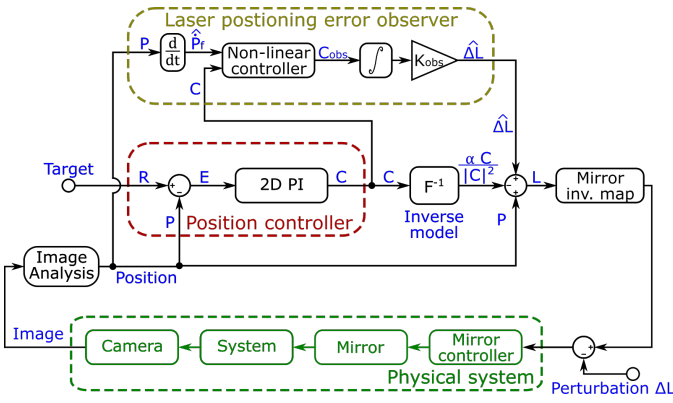 Laser postioning error observer
P
d
dt
P̂f
Non-linear
controller
Cobs
∫
Kobs
ΔL̂
C
ΔL̂
Target
R
+
−
E
2D PI
C
C
F⁻¹
α C
|C|²
+
-
+
L
Mirror
inv. map
P
Position controller
Inverse
model
P
Image
Analysis
Position
Image
Camera
System
Mirror
Mirror
controller
+
−
Physical system
Perturbation ΔL